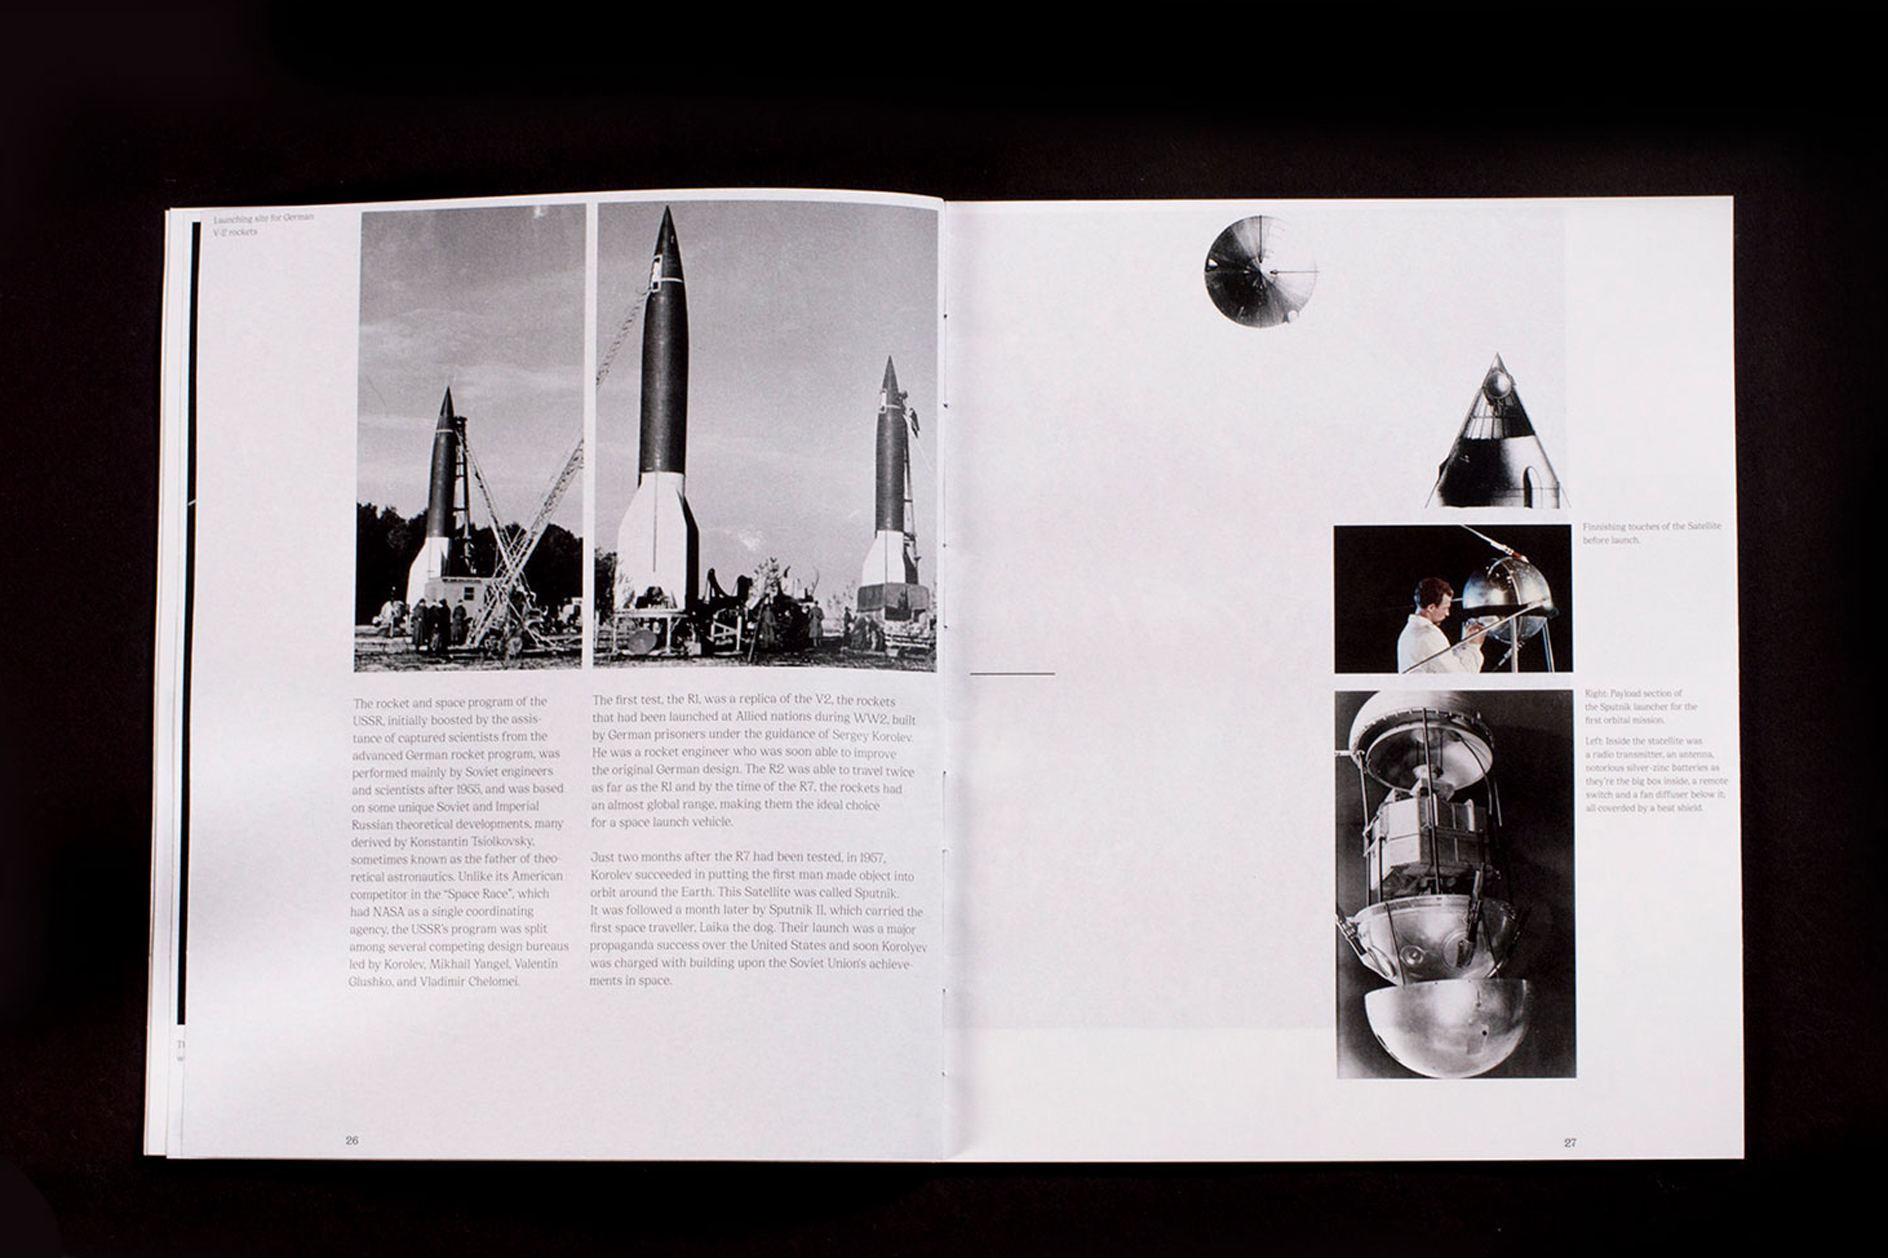 Launching site for German
V-2 rockets
The rocket and space program of the
USSR, initially boosted by the assis-
tance of captured scientists from the
advanced German rocket program, was
performed mainly by Soviet engineers
and scientists after 1955, and was based
on some unique Soviet and Imperial
Russian theoretical developments, many
derived by Konstantin Tsiolkovsky,
sometimes known as the father of theo-
retical astronautics. Unlike its American
competitor in the "Space Race", which
had NASA as a single coordinating
agency, the USSR's program was split
among several competing design bureaus
led by Korolev, Mikhail Yangel, Valentin
Glushko, and Vladimir Chelomei.
The first test, the R1, was a replica of the V2, the rockets
that had been launched at Allied nations during WW2, built
by German prisoners under the guidance of Sergey Korolev.
He was a rocket engineer who was soon able to improve
the original German design. The R2 was able to travel twice
as far as the R1 and by the time of the R7, the rockets had
an almost global range, making them the ideal choice
for a space launch vehicle.
Just two months after the R7 had been tested, in 1957,
Korolev succeeded in putting the first man made object into
orbit around the Earth. This Satellite was called Sputnik.
It was followed a month later by Sputnik II, which carried the
first space traveller, Laika the dog. Their launch was a major
propaganda success over the United States and soon Korolyev
was charged with building upon the Soviet Union's achieve-
ments in space.
26
Finnishing touches of the Satellite
before launch.
Right: Payload section of
the Sputnik launcher for the
first orbital mission.
Left: Inside the statellite was
a radio transmitter, an antenna,
notorious silver-zinc batteries as
they're the big box inside, a remote
switch and a fan diffuser below it,
all coverded by a heat shield.
27